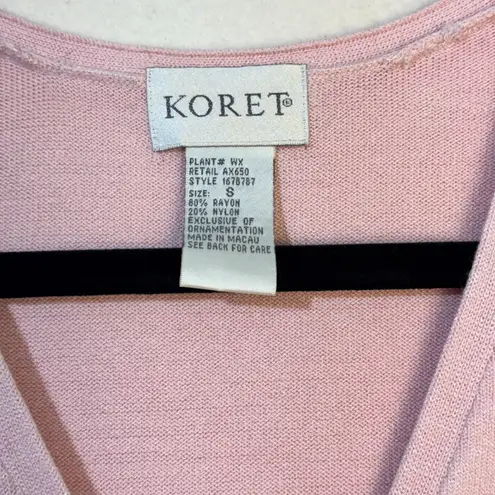 KORET®
PLANT# WX
RETAIL AX650
STYLE 1678787
SIZE: S
80% RAYON
20% NYLON
EXCLUSIVE OF
ORNAMENTATION
MADE IN MACAU
SEE BACK FOR CARE